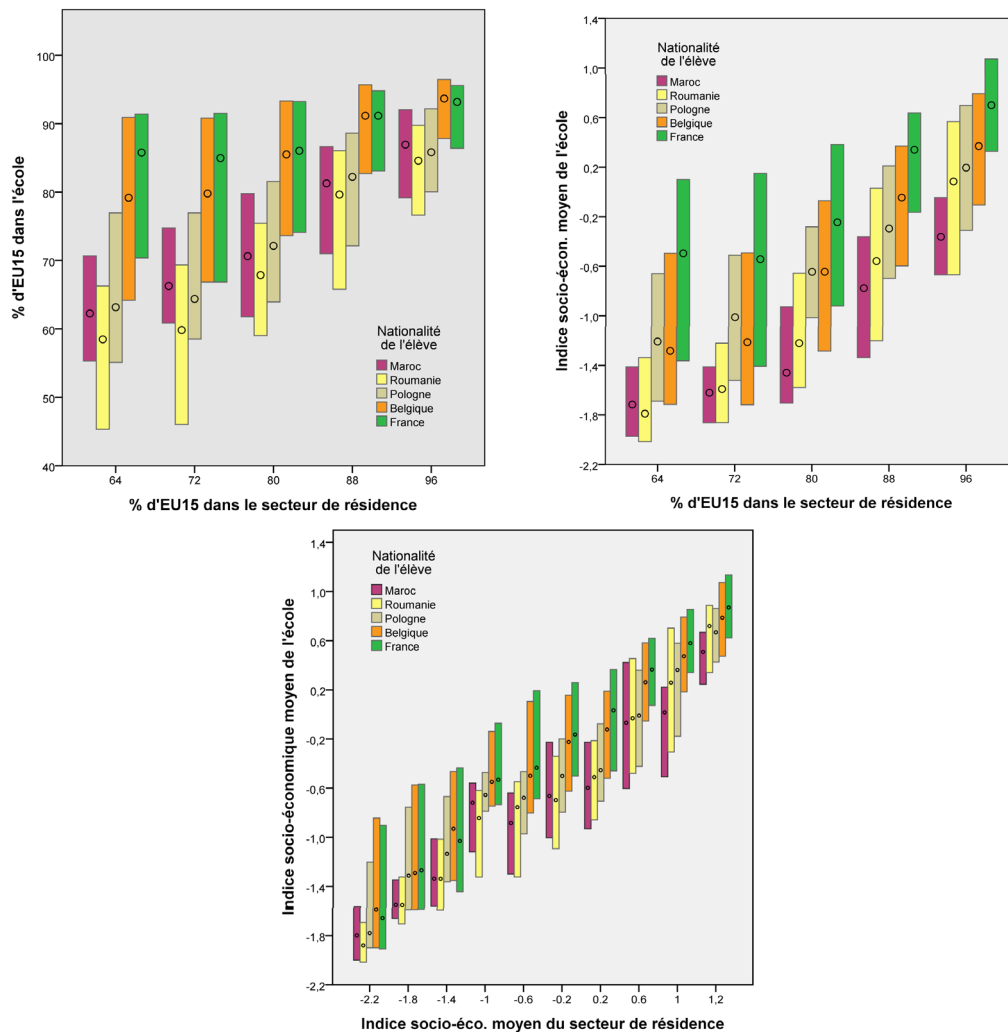 100
90
80
70
60
50
40
% d'EU15 dans l'école
Nationalité
de l'élève
Maroc
Roumanie
Pologne
Belgique
France
64
72
80
88
96
% d'EU15 dans le secteur de résidence
1,4
1,0
0,6
0,2
-0,2
-0,6
-1,0
-1,4
-1,8
-2,2
Indice socio-écon. moyen de l'école
Nationalité
de l'élève
Maroc
Roumanie
Pologne
Belgique
France
64
72
80
88
96
% d'EU15 dans le secteur de résidence
1,4
1,0
0,6
0,2
-0,2
-0,6
-1,0
-1,4
-1,8
-2,2
Indice socio-économique moyen de l'école
Nationalité
de l'élève
Maroc
Roumanie
Pologne
Belgique
France
-2.2
-1.8
-1.4
-1
-0.6
-0.2
0.2
0.6
1
1,2
Indice socio-éco. moyen du secteur de résidence